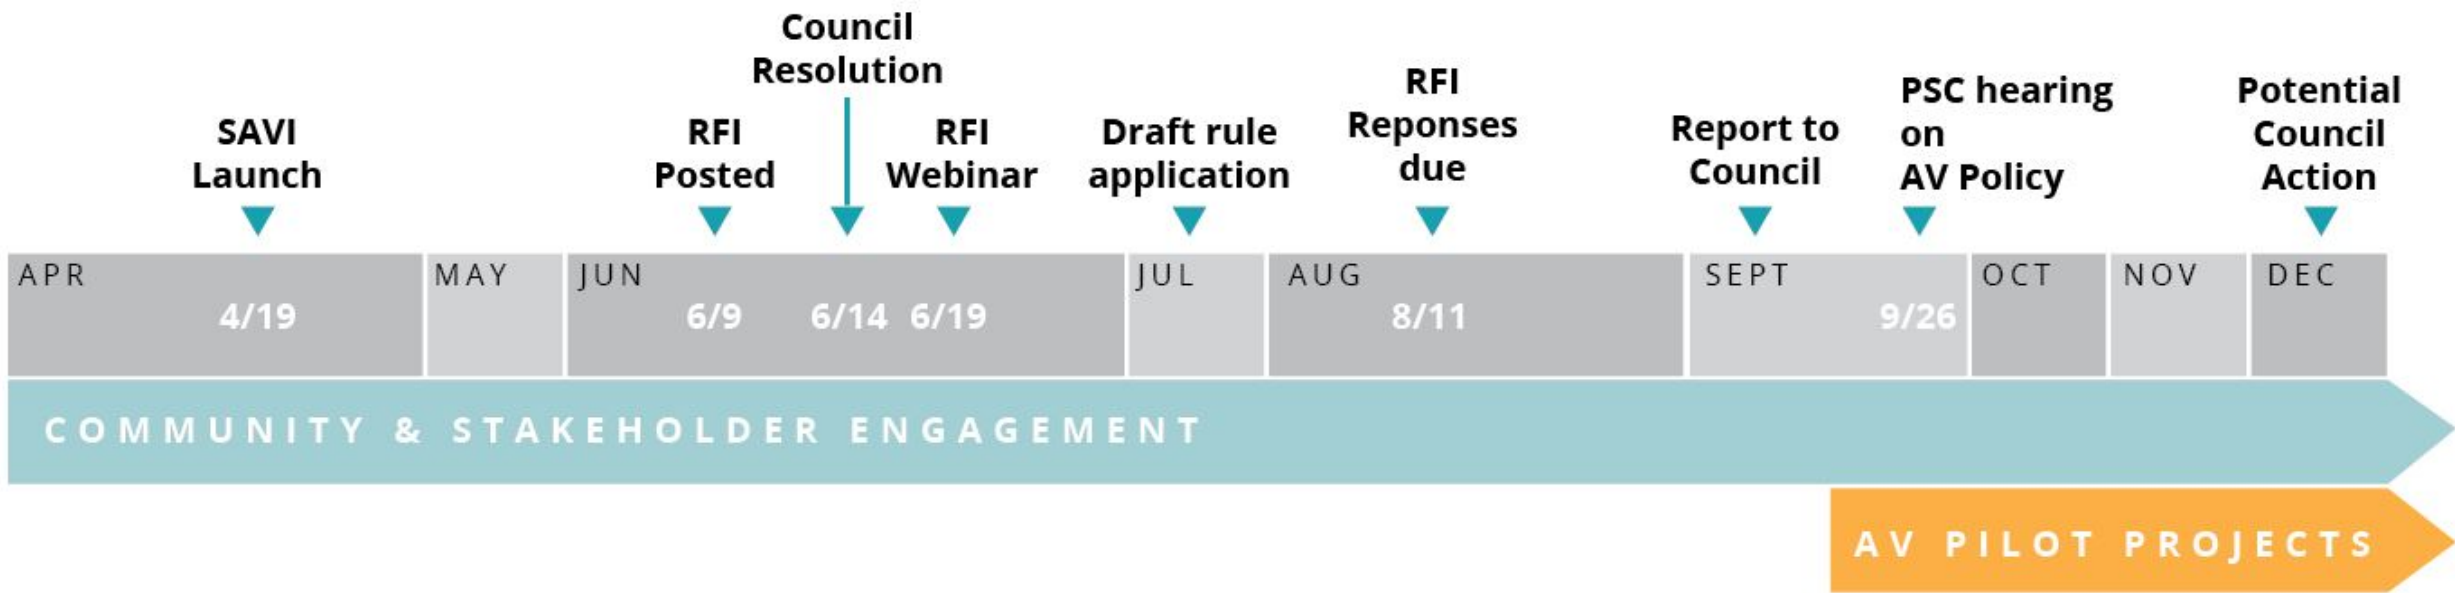 Council
Resolution
SAVI
Launch
RFI
Posted
RFI
Webinar
Draft rule
application
RFI
Reponses
due
Report to
Council
PSC hearing
on
AV Policy
Potential
Council
Action
APR
MAY
JUN
JUL
AUG
SEPT
OCT
NOV
DEC
4/19
6/9
6/14
6/19
8/11
9/26
COMMUNITY & STAKEHOLDER ENGAGEMENT
AV PILOT PROJECTS